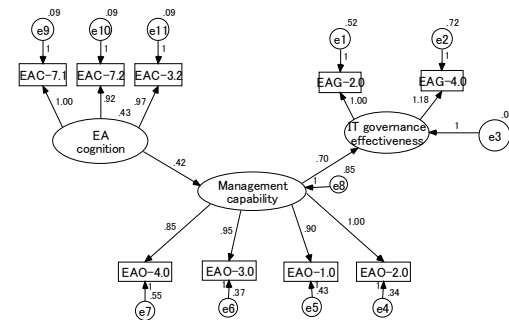 .09 .09 .09
e9 e10 e11
1 1 1
EAC-7.1 EAC-7.2 EAC-3.2
1.00 .92 .97
.43
EA
cognition
.52 .72
e1 e2
1 1
EAG-2.0 EAG-4.0
1.00 1.18
IT governance
effectiveness
1
e3
.42
.70
.85
e8
1
Management
capability
.85 .95 .90 1.00
EAO-4.0 EAO-3.0 EAO-1.0 EAO-2.0
1 1 1 1
.55 .37 .43 .34
e7 e6 e5 e4